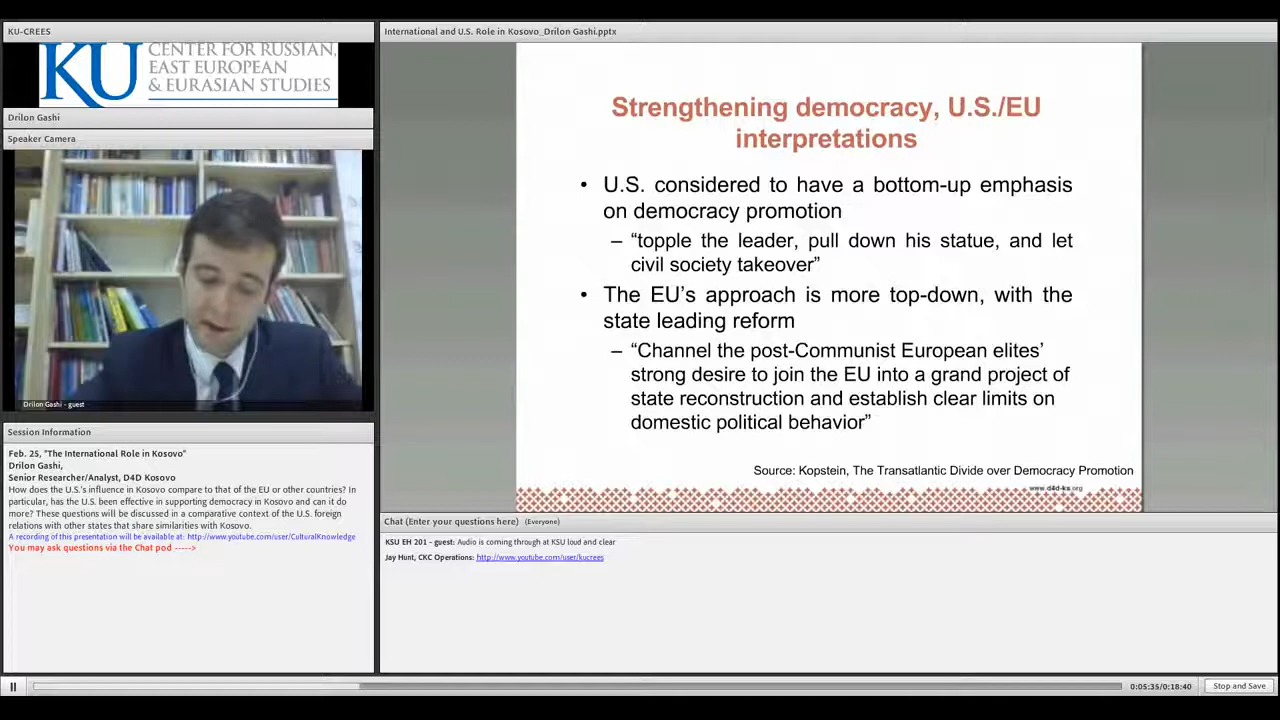 KU-CREES
KU
CENTER FOR RUSSIAN,
EAST EUROPEAN
& EURASIAN STUDIES
Drilon Gashi
Speaker Camera
Drilon Gashi - guest
Session Information
Feb. 25, "The International Role in Kosovo"
Drilon Gashi,
Senior Researcher/Analyst, D4D Kosovo
How does the U.S.'s influence in Kosovo compare to that of the EU or other countries? In
particular, has the U.S. been effective in supporting democracy in Kosovo and can it do
more? These questions will be discussed in a comparative context of the U.S. foreign
relations with other states that share similarities with Kosovo.
A recording of this presentation will be available at: http://www.youtube.com/user/CulturalKnowledge
You may ask questions via the Chat pod ----->
International and U.S. Role in Kosovo_Drilon Gashi.pptx
Strengthening democracy, U.S./EU
interpretations
• U.S. considered to have a bottom-up emphasis
on democracy promotion
– “topple the leader, pull down his statue, and let
civil society takeover”
• The EU’s approach is more top-down, with the
state leading reform
– “Channel the post-Communist European elites’
strong desire to join the EU into a grand project of
state reconstruction and establish clear limits on
domestic political behavior”
Source: Kopstein, The Transatlantic Divide over Democracy Promotion
www.d4d-ks.org
Chat (Enter your questions here) (Everyone)
KSU EH 201 - guest: Audio is coming through at KSU loud and clear
Jay Hunt, CKC Operations: http://www.youtube.com/user/kucrees
0:05:35/0:18:40
Stop and Save